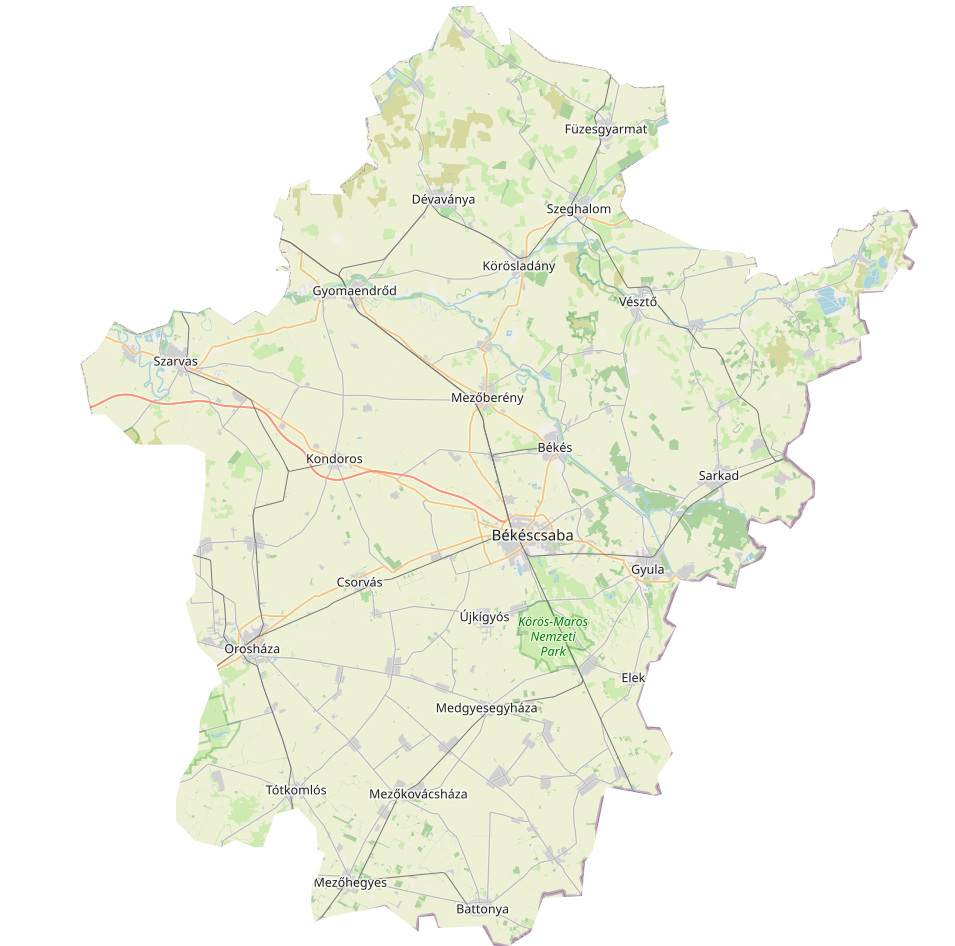 Füzesgyarmat
Dévaványa
Szeghalom
Körösladány
Gyomaendrőd
Vésztő
Szarvas
Mezőberény
Békés
Kondoros
Sarkad
Békéscsaba
Gyula
Csorvás
Újkígyós
Körös-Maros
Nemzeti
Park
Orosháza
Elek
Medgyesegyháza
Tótkomlós
Mezőkovácsháza
Mezőhegyes
Battonya